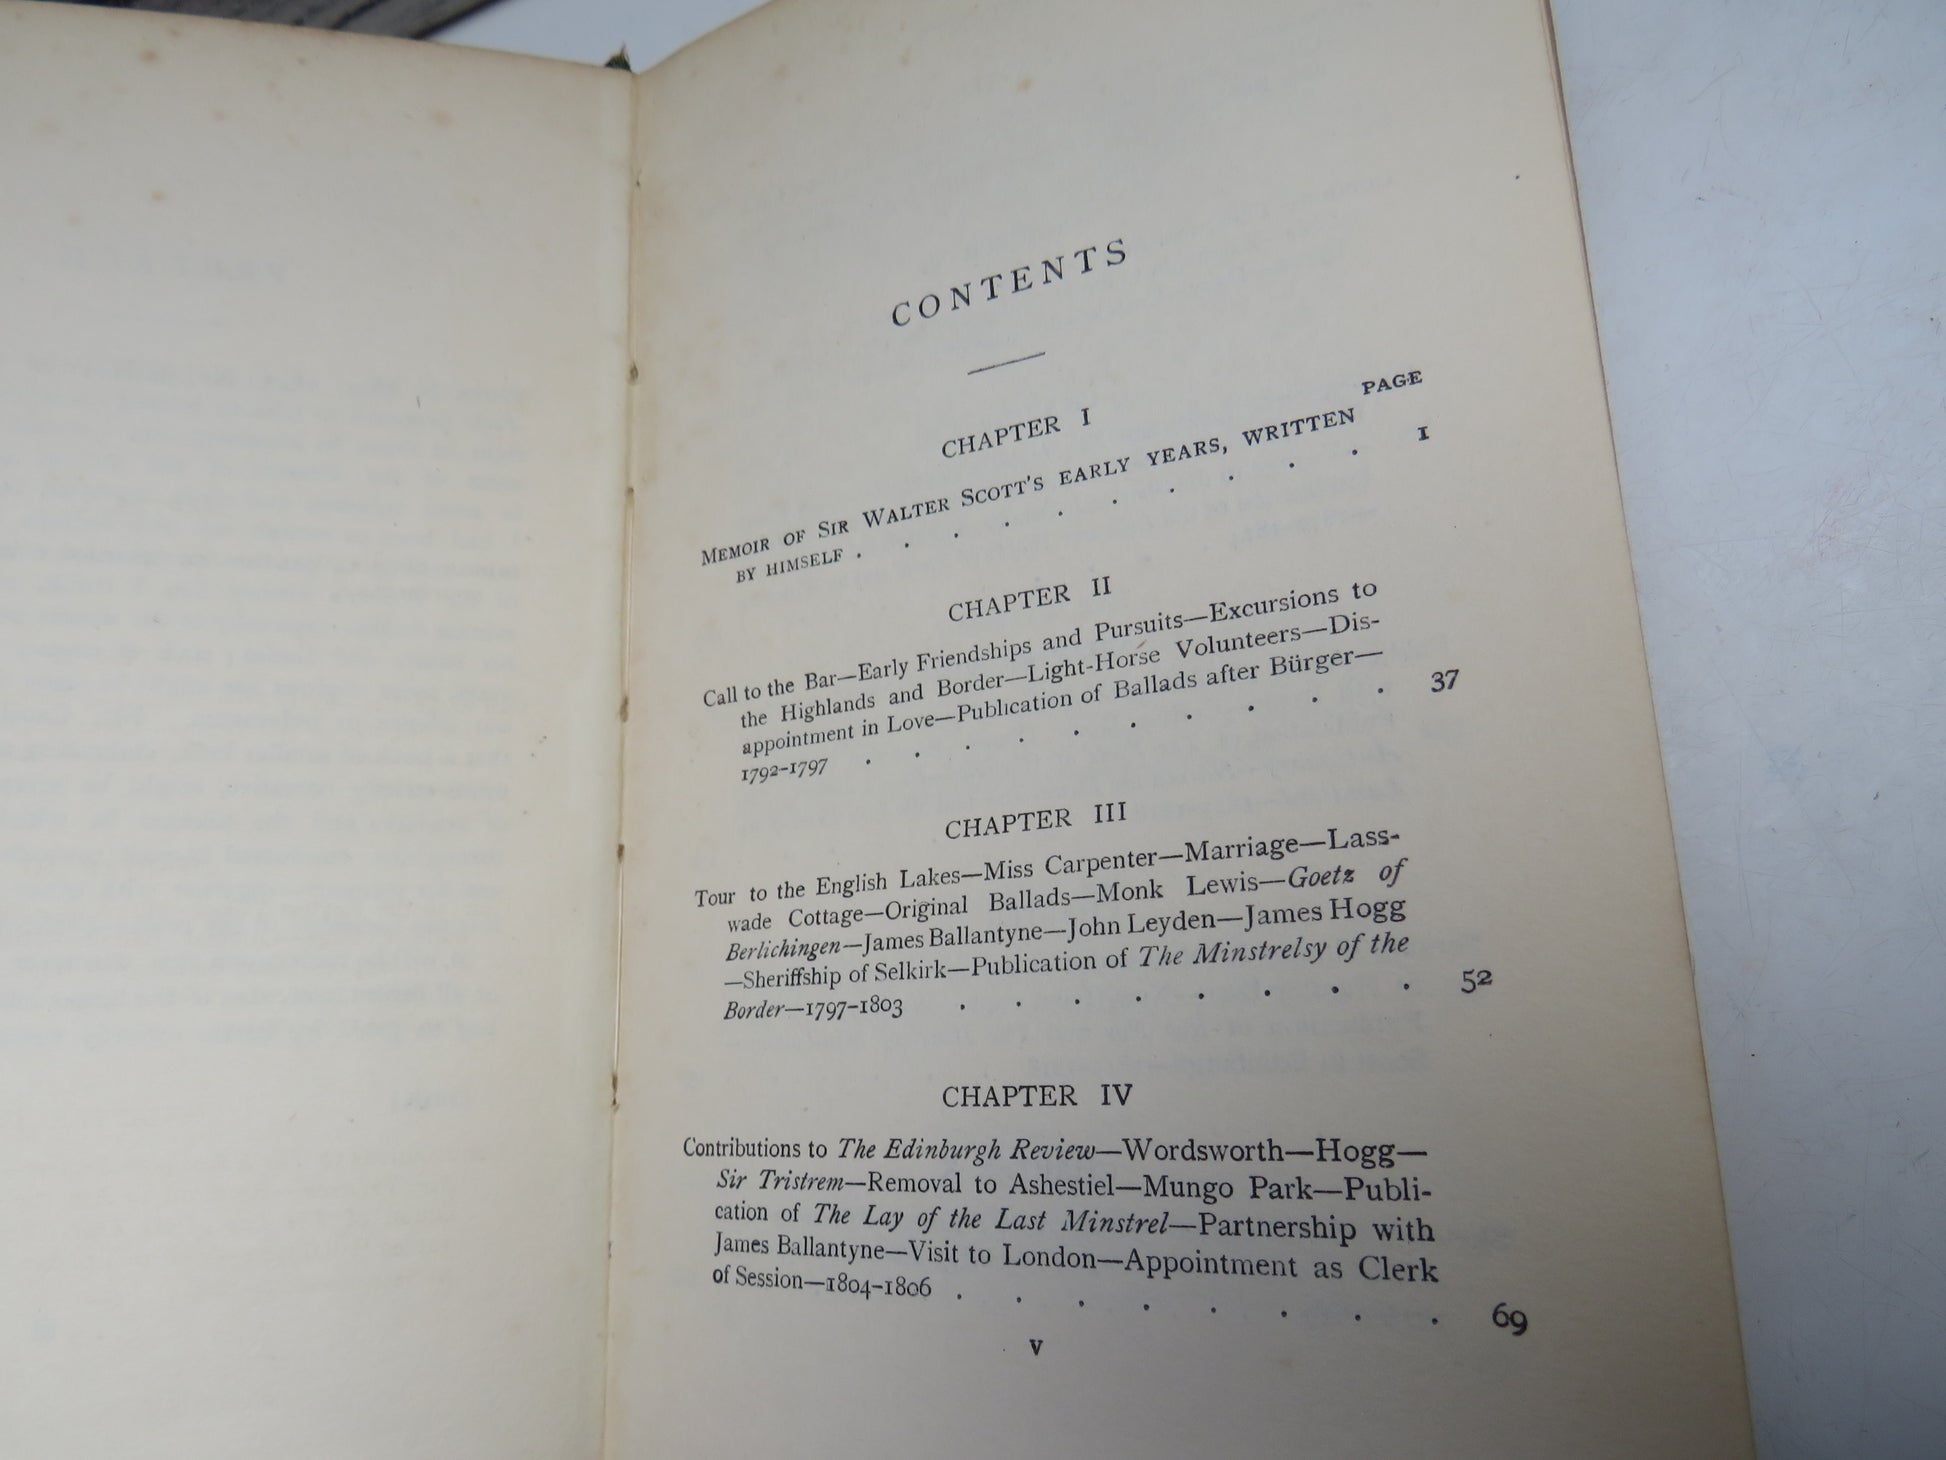 CONTENTS
PAGE
CHAPTER I
MEMOIR OF SIR WALTER SCOTT'S EARLY YEARS, WRITTEN
BY HIMSELF . . . . . . . . . . 1
CHAPTER II
Call to the Bar—Early Friendships and Pursuits—Excursions to
the Highlands and Border—Light-Horse Volunteers—Dis-
appointment in Love—Publication of Ballads after Bürger—
1792-1797 . . . . . . . . . . 37
CHAPTER III
Tour to the English Lakes—Miss Carpenter—Marriage—Lass-
wade Cottage—Original Ballads—Monk Lewis—Goetz of
Berlichingen—James Ballantyne—John Leyden—James Hogg
—Sheriffship of Selkirk—Publication of The Minstrelsy of the
Border—1797-1803 . . . . . . . . 52
CHAPTER IV
Contributions to The Edinburgh Review—Wordsworth—Hogg—
Sir Tristrem—Removal to Ashestiel—Mungo Park—Publi-
cation of The Lay of the Last Minstrel—Partnership with
James Ballantyne—Visit to London—Appointment as Clerk
of Session—1804-1806 . . . . . . . . 69
v